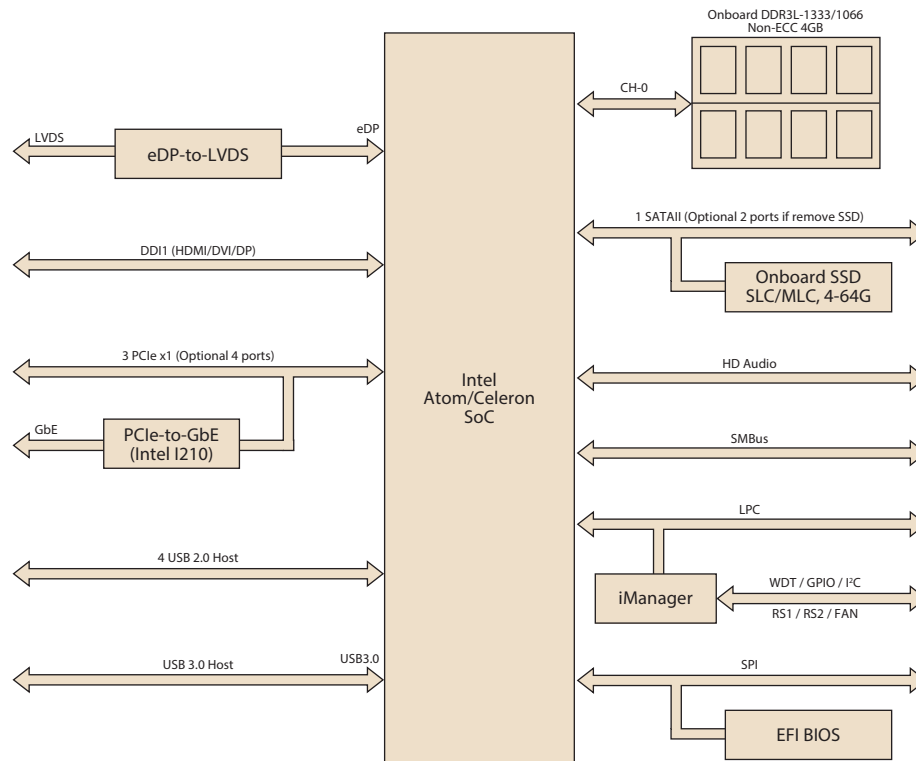 Onboard DDR3L-1333/1066
Non-ECC 4GB
CH-0
LVDS
eDP-to-LVDS
eDP
1 SATAII (Optional 2 ports if remove SSD)
Onboard SSD
SLC/MLC, 4-64G
DDI1 (HDMI/DVI/DP)
3 PCIe x1 (Optional 4 ports)
GbE
PCIe-to-GbE
(Intel I210)
Intel
Atom/Celeron
SoC
HD Audio
SMBus
LPC
iManager
WDT / GPIO / I²C
RS1 / RS2 / FAN
4 USB 2.0 Host
USB 3.0 Host
USB3.0
SPI
EFI BIOS